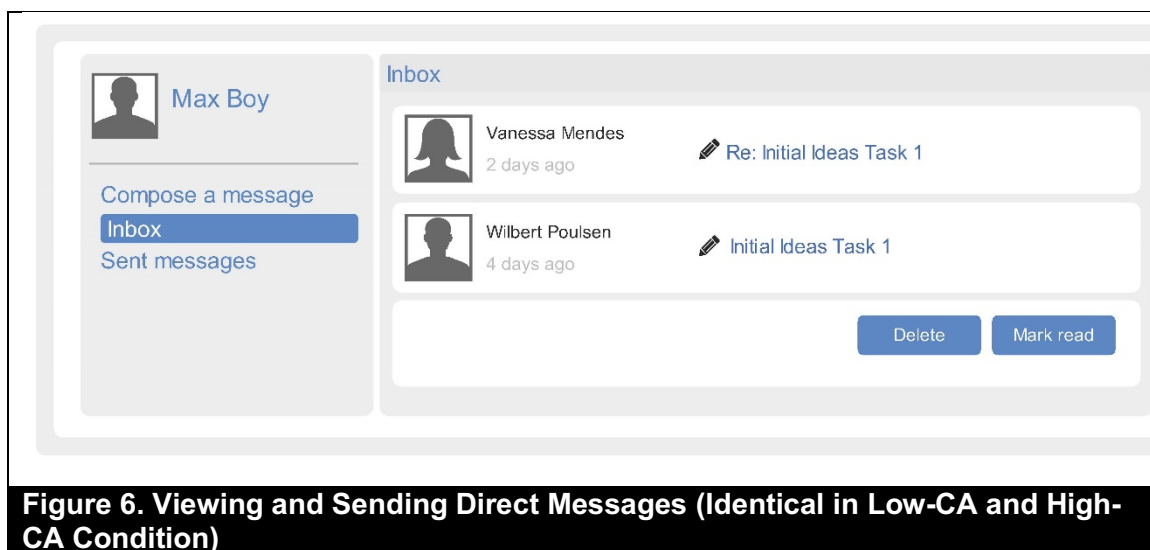 Max Boy
Compose a message
Inbox
Sent messages
Inbox
Vanessa Mendes
2 days ago
Re: Initial Ideas Task 1
Wilbert Poulsen
4 days ago
Initial Ideas Task 1
Delete
Mark read
Figure 6. Viewing and Sending Direct Messages (Identical in Low-CA and High-
CA Condition)